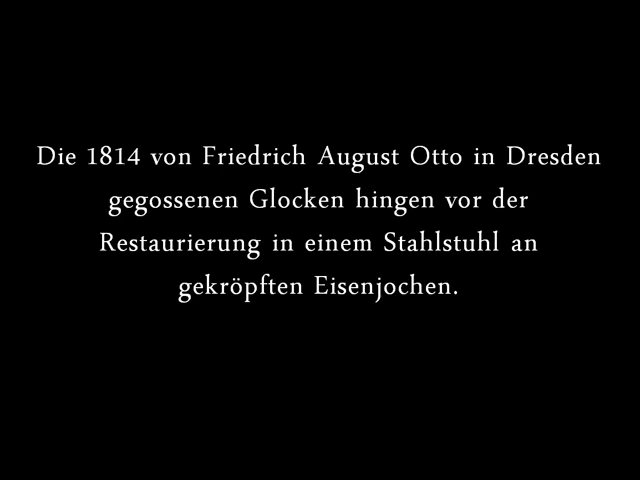 Die 1814 von Friedrich August Otto in Dresden
gegossenen Glocken hingen vor der
Restaurierung in einem Stahlstuhl an
gekröpften Eisenjochen.